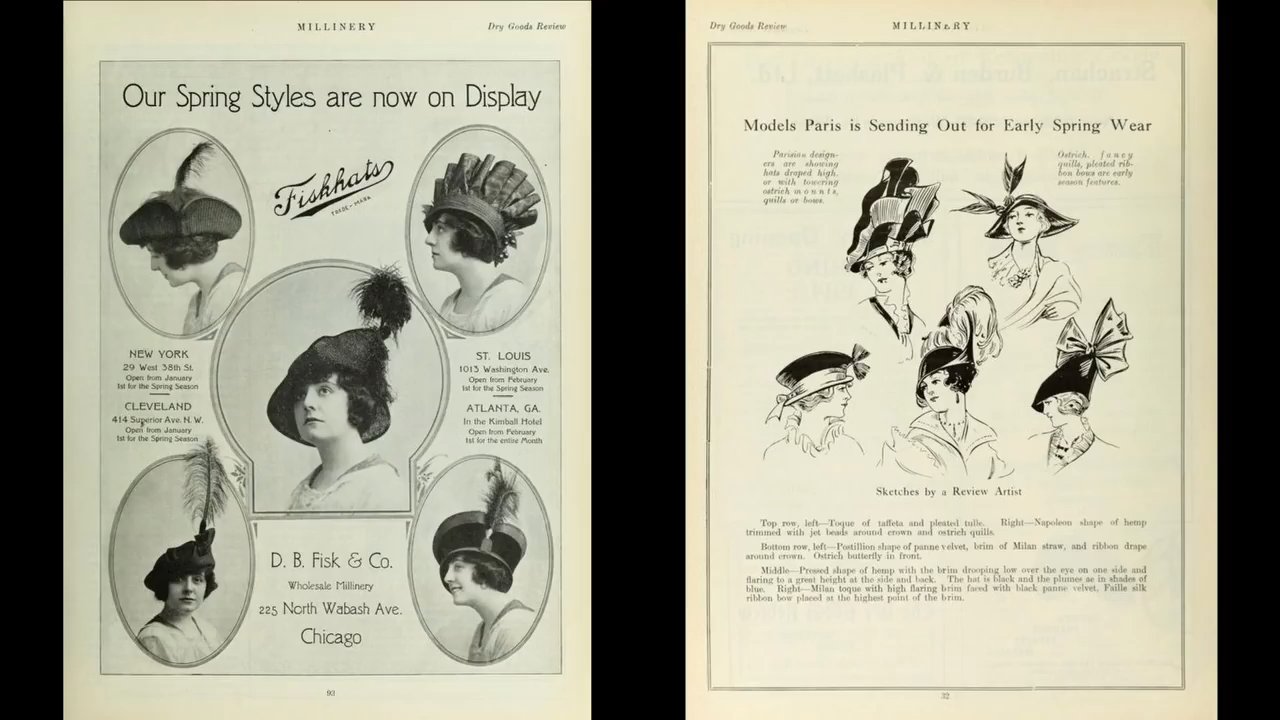 MILLINERY
Dry Goods Review
Our Spring Styles are now on Display
Fiskhats
TRADE-MARK
NEW YORK
29 West 38th St.
Open from January
1st for the Spring Season
CLEVELAND
414 Superior Ave. N. W.
Open from January
1st for the Spring Season
ST. LOUIS
1013 Washington Ave.
Open from February
1st for the Spring Season
ATLANTA, GA.
In the Kimball Hotel
Open from February
1st for the entire Month
D. B. Fisk & Co.
Wholesale Millinery
225 North Wabash Ave.
Chicago
93
Dry Goods Review
MILLINERY
Models Paris is Sending Out for Early Spring Wear
Parisian design-
ers are showing
hats draped high,
or with towering
ostrich mounts,
quills or bows.
Ostrich, fancy
quills, pleated rib-
bon bows are early
season features.
Sketches by a Review Artist
Top row, left—Toque of taffeta and pleated tulle. Right—Napoleon shape of hemp
trimmed with jet beads around crown and ostrich quills.
Bottom row, left—Postillion shape of panne velvet, brim of Milan straw, and ribbon drape
around crown. Ostrich butterfly in front.
Middle—Pressed shape of hemp with the brim drooping low over the eye on one side and
flaring to a great height at the side and back. The hat is black and the plumes ae in shades of
blue. Right—Milan toque with high flaring brim faced with black panne velvet. Faille silk
ribbon bow placed at the highest point of the brim.
32